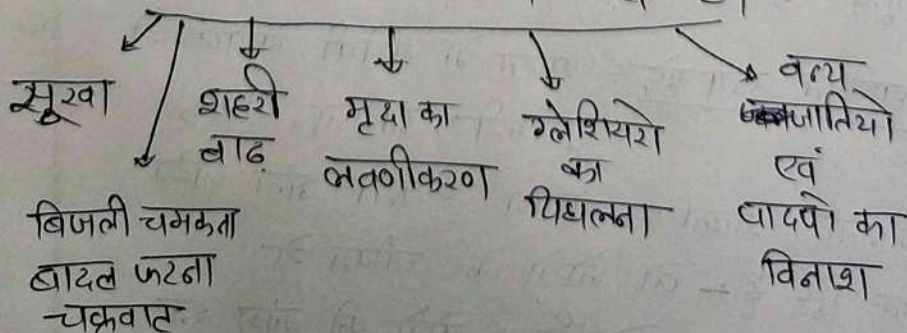 सूखा
बिजली चमकना
बादल फटना
चक्रवात
शहरी
बाढ़
मृदा का
लवणीकरण
ग्लेशियरो
का
पिघलना
वन्य
जातियो
एवं
पादपो का
विनाश